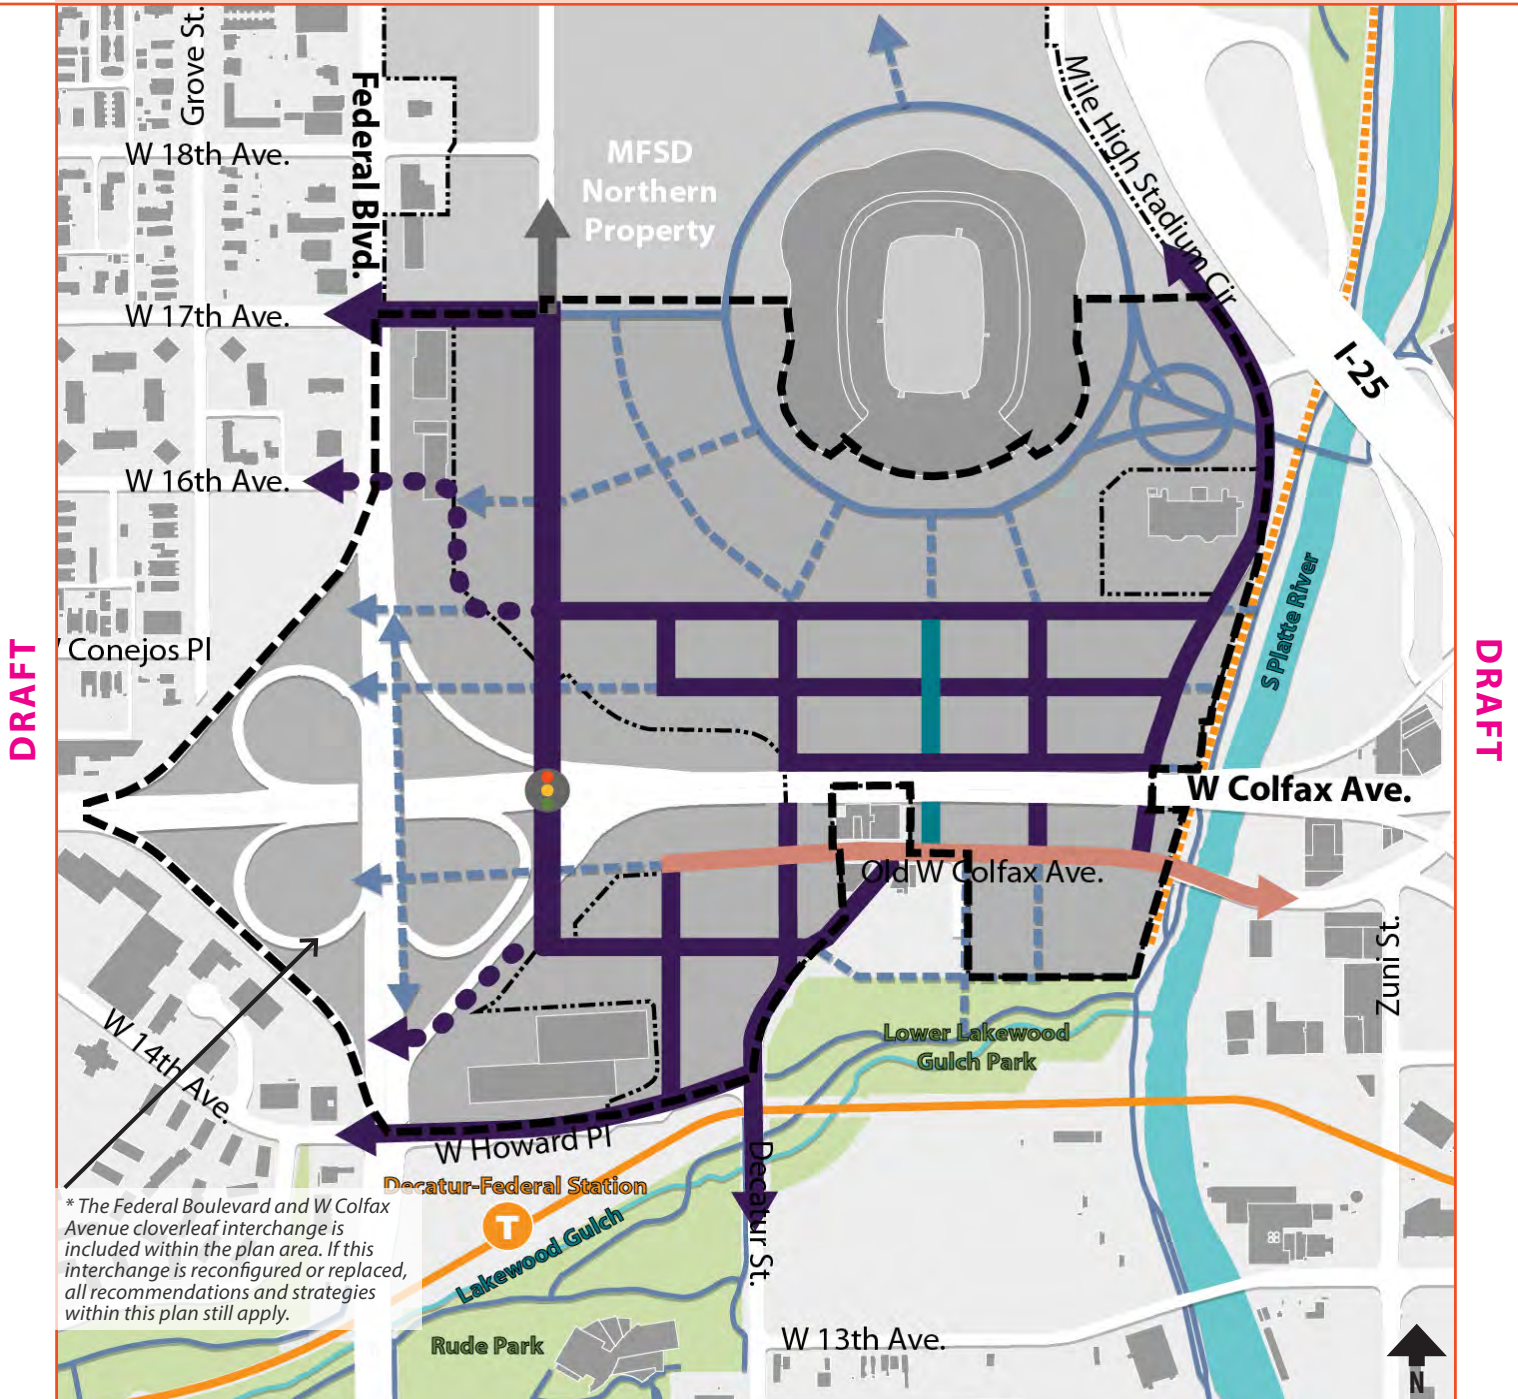 Grove St.
Federal Blvd.
W 18th Ave.
MFSD
Northern
Property
Mile High Stadium Cir
W 17th Ave.
I-25
W 16th Ave.
S Platte River
Conejos Pl
DRAFT
DRAFT
W Colfax Ave.
Old W Colfax Ave.
Zuni St.
W 14th Ave.
Lower Lakewood
Gulch Park
W Howard Pl
Decatur-Federal Station
T
Lakewood Gulch
Decatur St.
* The Federal Boulevard and W Colfax
Avenue cloverleaf interchange is
included within the plan area. If this
interchange is reconfigured or replaced,
all recommendations and strategies
within this plan still apply.
Rude Park
W 13th Ave.
N